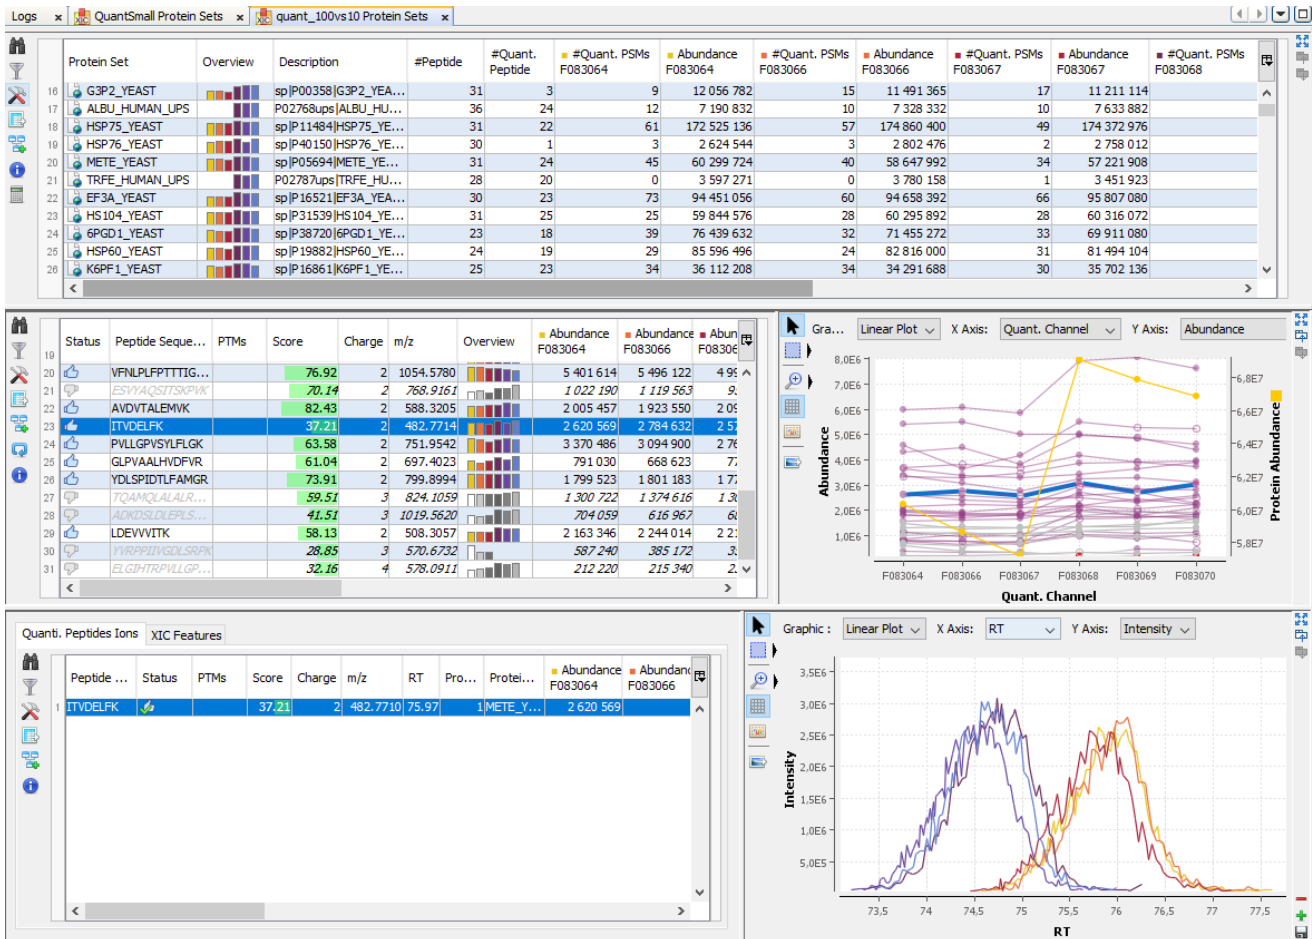 Logs × QuantSmall Protein Sets × quant_100vs10 Protein Sets ×
Protein Set Overview Description #Peptide #Quant. Peptide #Quant. PSMs F083064 Abundance F083064 #Quant. PSMs F083066 Abundance F083066 #Quant. PSMs F083067 Abundance F083067 #Quant. PSMs F083068
16 G3P2_YEAST sp|P00358|G3P2_YEA... 31 3 9 12 056 782 15 11 491 365 17 11 211 114
17 ALBU_HUMAN_UPS P02768ups|ALBU_HU... 36 24 12 7 190 832 10 7 328 332 10 7 633 882
18 HSP75_YEAST sp|P11484|HSP75_YE... 31 22 61 172 525 136 57 174 860 400 49 174 372 976
19 HSP76_YEAST sp|P40150|HSP76_YE... 30 1 3 2 624 544 3 2 802 476 2 2 758 012
20 METE_YEAST sp|P05694|METE_YE... 31 24 45 60 299 724 40 58 647 992 34 57 221 908
21 TRFE_HUMAN_UPS P02787ups|TRFE_HU... 28 20 0 3 597 271 0 3 780 158 1 3 451 923
22 EF3A_YEAST sp|P16521|EF3A_YEA... 30 23 73 94 451 056 60 94 658 392 66 95 807 080
23 HS104_YEAST sp|P31539|HS104_YE... 31 25 25 59 844 576 28 60 295 892 28 60 316 072
24 6PGD1_YEAST sp|P38720|6PGD1_YE... 23 18 39 76 439 632 32 71 455 272 33 69 911 080
25 HSP60_YEAST sp|P19882|HSP60_YE... 24 19 29 85 596 496 24 82 816 000 31 81 494 104
26 K6PF1_YEAST sp|P16861|K6PF1_YE... 25 23 34 36 112 208 34 34 291 688 30 35 702 136
Status Peptide Seque... PTMs Score Charge m/z Overview Abundance F083064 Abundance F083066 Abun F08306
19
20 VFNLPLFPTTTIG... 76.92 2 1054.5780 5 401 614 5 496 122 4 99
21 ESVYAQSITSKPVK 70.14 2 768.9161 1 022 190 1 119 563
22 AVDVTALEMVK 82.43 2 588.3205 2 005 457 1 923 550 2 09
23 ITVDELFK 37.21 2 482.7714 2 620 569 2 784 632 2 57
24 PVLLGPVSYLFLGK 63.58 2 751.9542 3 370 486 3 094 900 2 76
25 GLPVAALHVDFVR 61.04 2 697.4023 791 030 668 623 77
26 YDLSPIDTLFAMGR 73.91 2 799.8994 1 799 523 1 801 183 1 77
27 TQAMQLALALR... 59.51 3 824.1059 1 300 722 1 374 616
28 ADKDSLDLEPLS... 41.51 3 1019.5620 704 059 616 967
29 LDEVVVITK 58.13 2 508.3057 2 163 346 2 244 014 2 21
30 YVRPPIIVGDLSRPK 28.85 3 570.6732 587 240 385 172
31 ELGIHTRPVLLGP... 32.16 4 578.0911 212 220 215 340
Gra... Linear Plot X Axis: Quant. Channel Y Axis: Abundance
8,0E6
7,0E6
6,0E6
5,0E6
4,0E6
3,0E6
2,0E6
1,0E6
Abundance
6,8E7
6,6E7
6,4E7
6,2E7
6,0E7
5,8E7
Protein Abundance
F083064 F083066 F083067 F083068 F083069 F083070
Quant. Channel
Quanti. Peptides Ions XIC Features
Peptide ... Status PTMs Score Charge m/z RT Pro... Protei... Abundance F083064 Abundanc F083066
1 ITVDELFK 37.21 2 482.7710 75.97 1 METE_Y... 2 620 569
Graphic : Linear Plot X Axis: RT Y Axis: Intensity
3,5E6
3,0E6
2,5E6
2,0E6
1,5E6
1,0E6
5,0E5
Intensity
73,5 74 74,5 75 75,5 76 76,5 77 77,5
RT